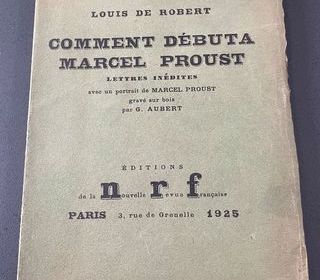 LOUIS DE ROBERT
COMMENT DÉBUTA
MARCEL PROUST
LETTRES INÉDITES
avec un portrait de MARCEL PROUST
gravé sur bois
par G. AUBERT
ÉDITIONS
de la nouvelle revue française
PARIS 3, rue de Grenelle 1925